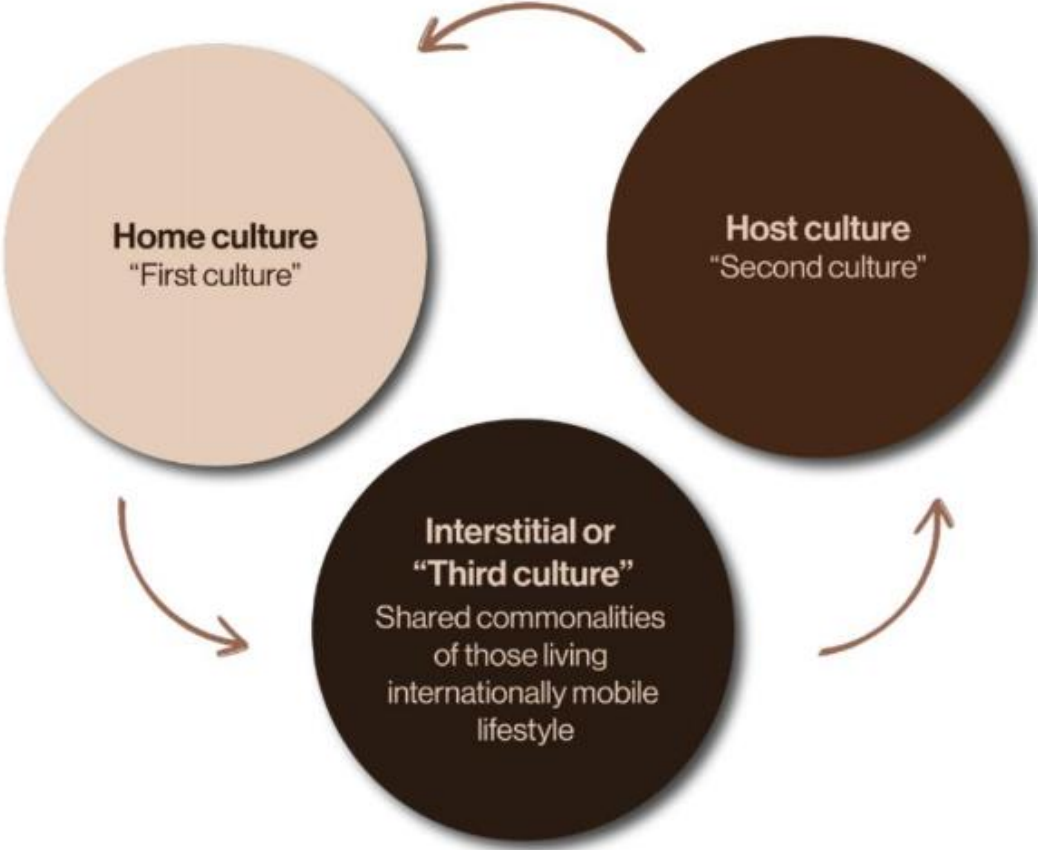 Home culture
“First culture”
Host culture
“Second culture”
Interstitial or
“Third culture”
Shared commonalities
of those living
internationally mobile
lifestyle